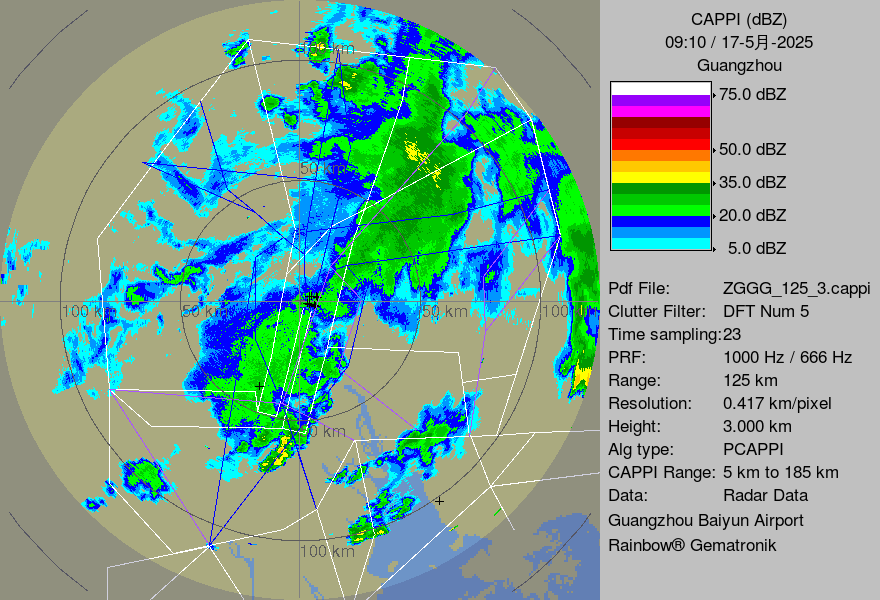 100 km
50 km
100 km
50 km
50 km
100 km
50 km
100 km
CAPPI (dBZ)
09:10 / 17-5月-2025
Guangzhou
75.0 dBZ
50.0 dBZ
35.0 dBZ
20.0 dBZ
5.0 dBZ
Pdf File: ZGGG_125_3.cappi
Clutter Filter: DFT Num 5
Time sampling:23
PRF: 1000 Hz / 666 Hz
Range: 125 km
Resolution: 0.417 km/pixel
Height: 3.000 km
Alg type: PCAPPI
CAPPI Range: 5 km to 185 km
Data: Radar Data
Guangzhou Baiyun Airport
Rainbow® Gematronik